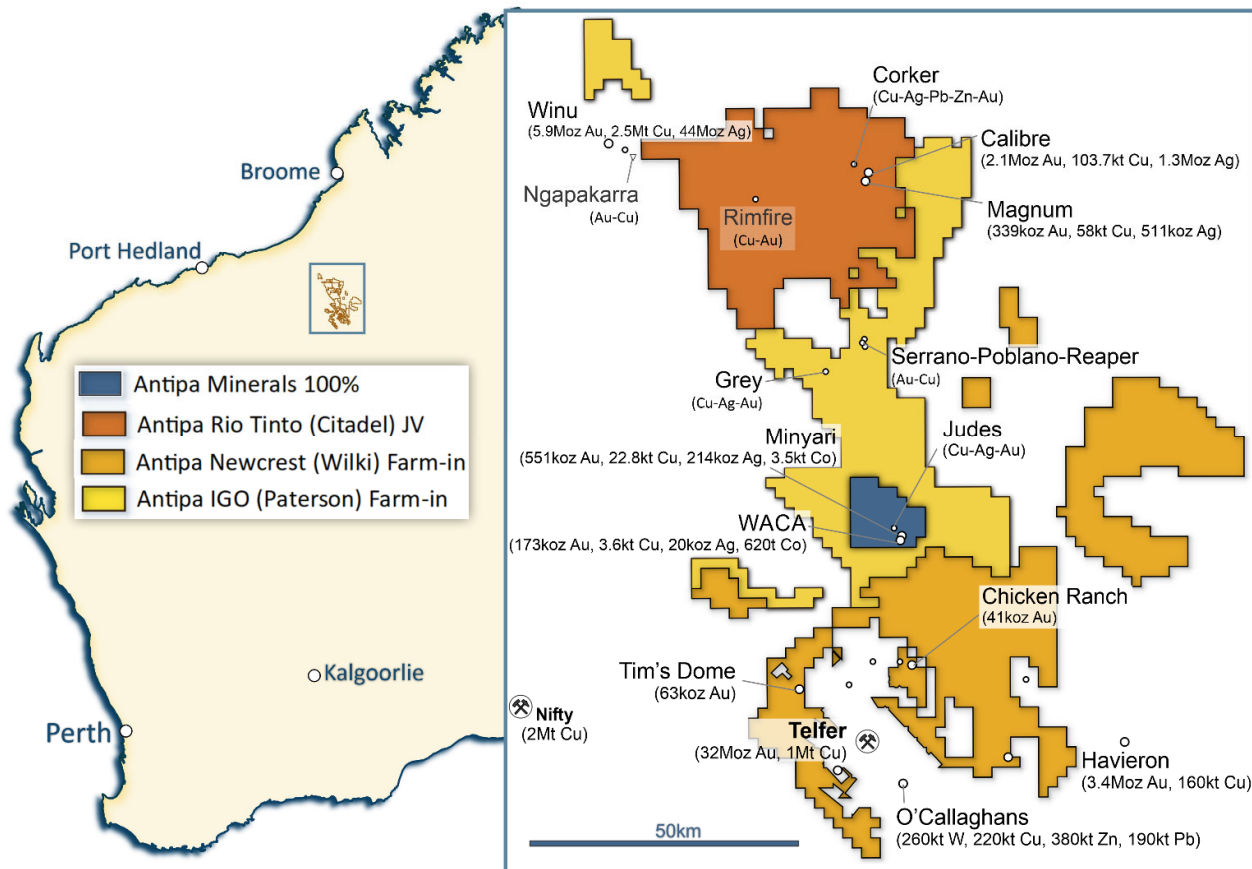 Broome
Port Hedland
Kalgoorlie
Perth
Antipa Minerals 100%
Antipa Rio Tinto (Citadel) JV
Antipa Newcrest (Wilki) Farm-in
Antipa IGO (Paterson) Farm-in
Winu
(5.9Moz Au, 2.5Mt Cu, 44Moz Ag)
Ngapakarra
(Au-Cu)
Corker
(Cu-Ag-Pb-Zn-Au)
Calibre
(2.1Moz Au, 103.7kt Cu, 1.3Moz Ag)
Magnum
(339koz Au, 58kt Cu, 511koz Ag)
Rimfire
(Cu-Au)
Serrano-Poblano-Reaper
(Au-Cu)
Grey
(Cu-Ag-Au)
Judes
(Cu-Ag-Au)
Minyari
(551koz Au, 22.8kt Cu, 214koz Ag, 3.5kt Co)
WACA
(173koz Au, 3.6kt Cu, 20koz Ag, 620t Co)
Chicken Ranch
(41koz Au)
Tim's Dome
(63koz Au)
Nifty
(2Mt Cu)
Telfer
(32Moz Au, 1Mt Cu)
Havieron
(3.4Moz Au, 160kt Cu)
O'Callaghans
(260kt W, 220kt Cu, 380kt Zn, 190kt Pb)
50km